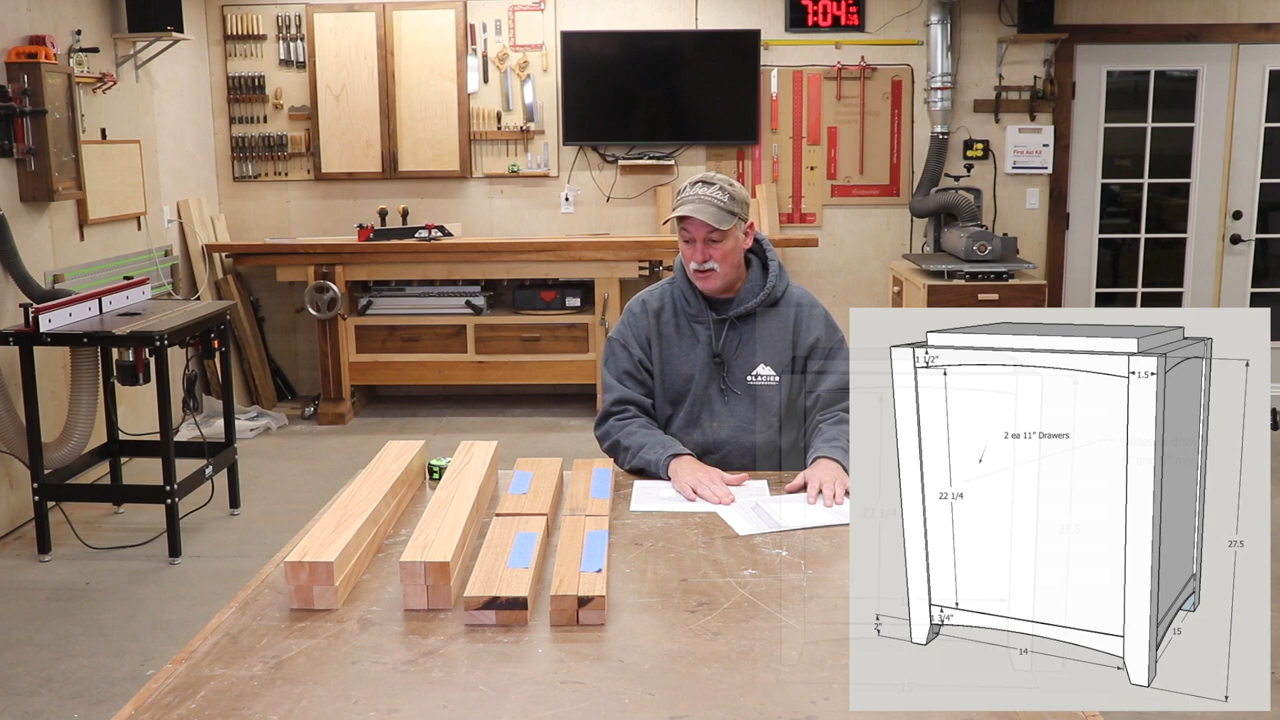 7:04
First Aid Kit
Cabela's
GLACIER
1 1/2"
1.5
2 ea 11" Drawers
22 1/4
27.5
1 3/4"
2"
14
15